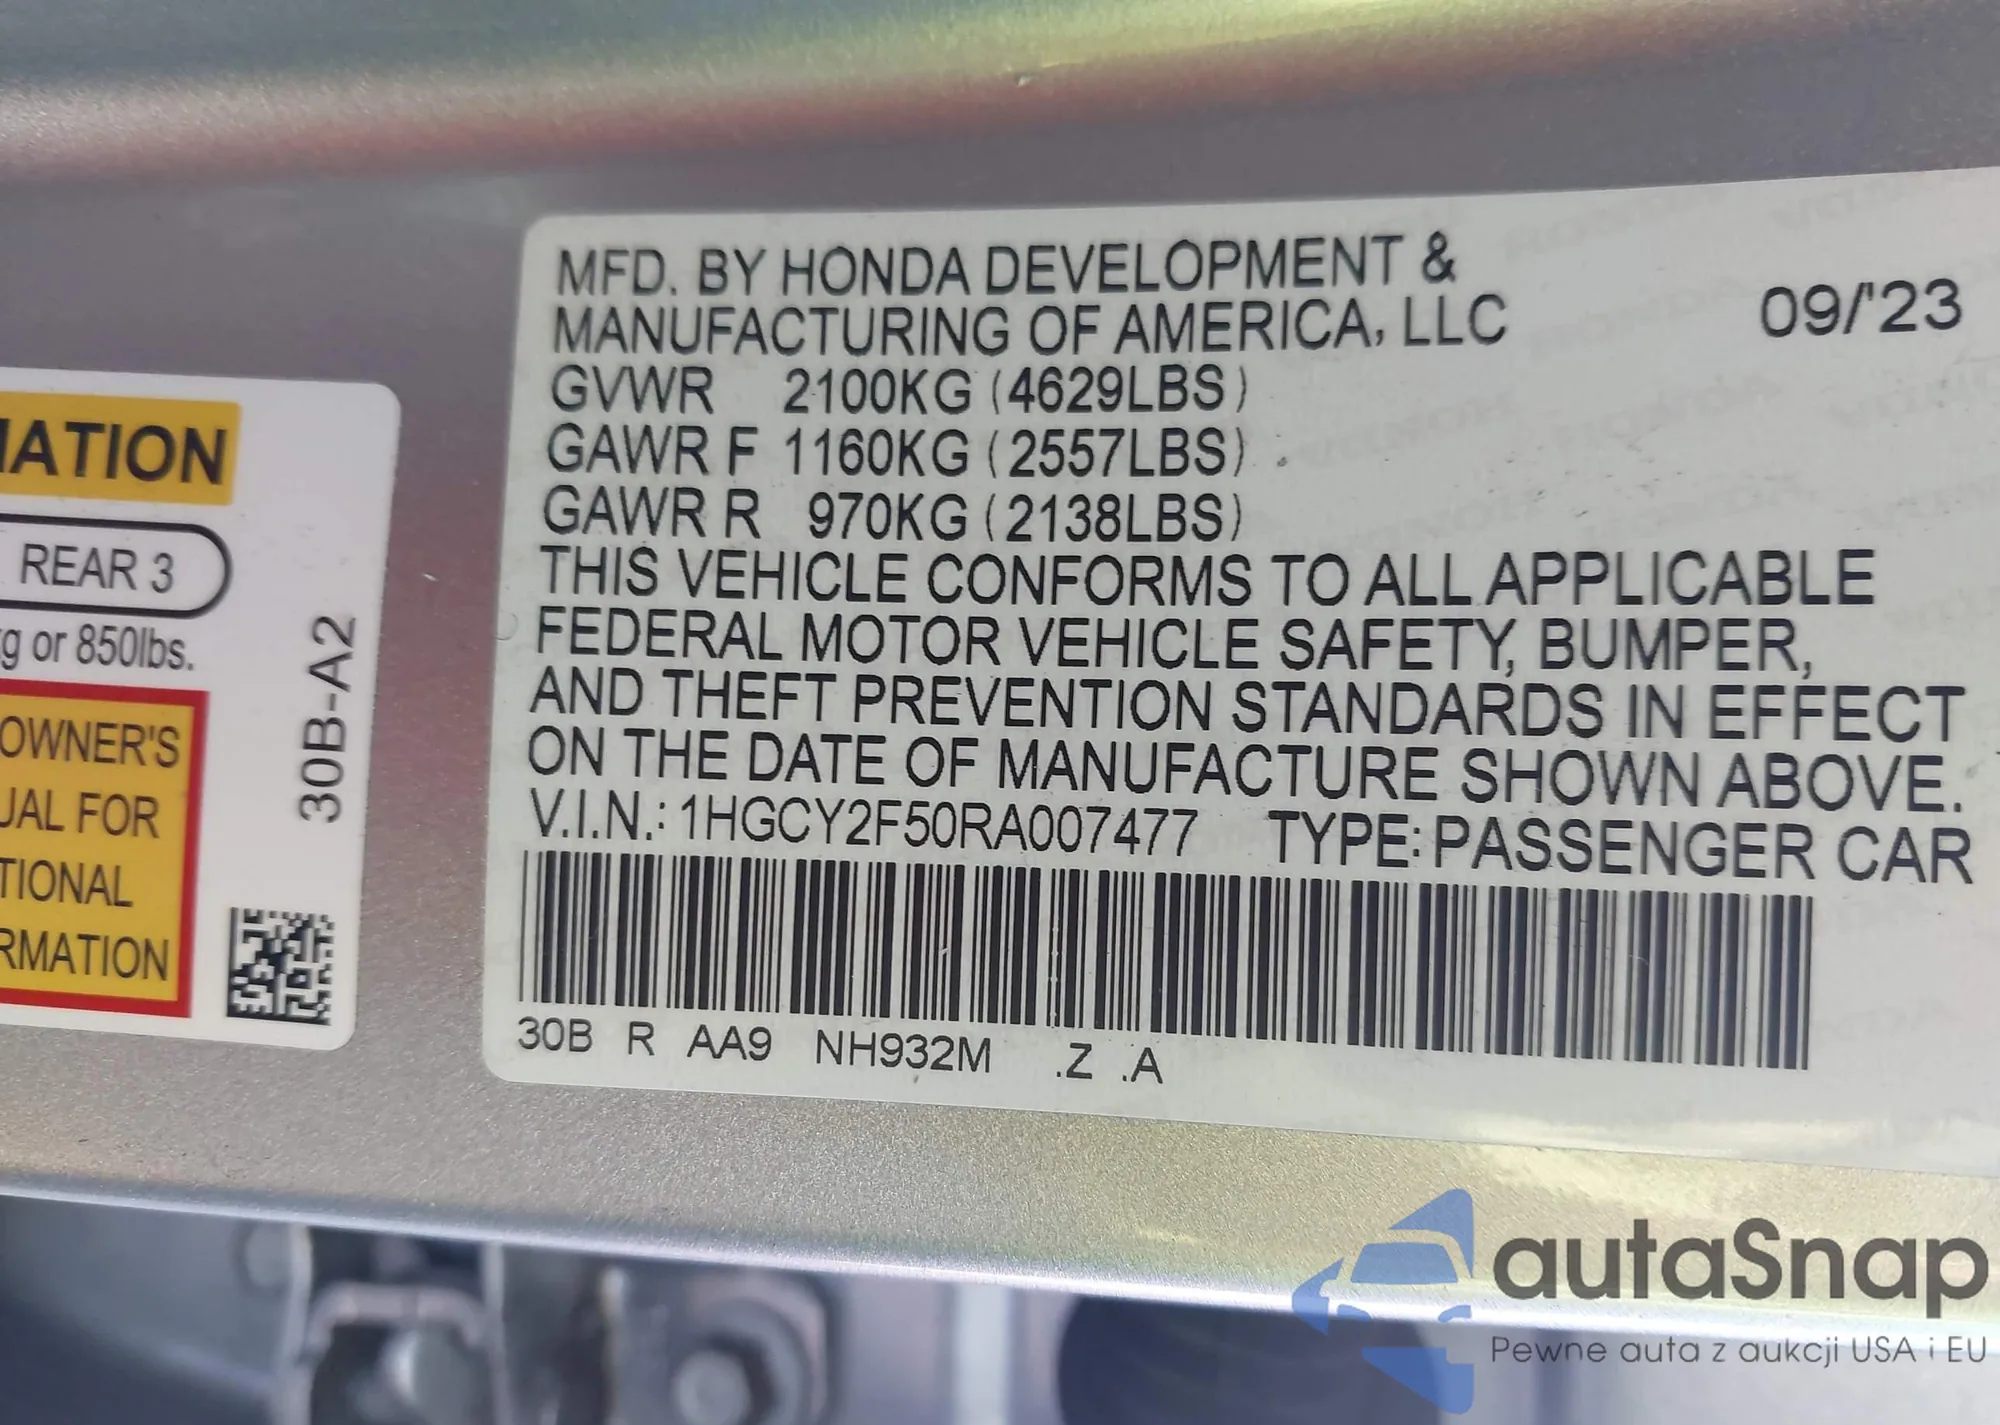 MATION
REAR 3
kg or 850lbs.
OWNER'S
UAL FOR
TIONAL
RMATION
30B-A2
MFD. BY HONDA DEVELOPMENT &
MANUFACTURING OF AMERICA, LLC 09/'23
GVWR 2100KG (4629LBS)
GAWR F 1160KG (2557LBS)
GAWR R 970KG (2138LBS)
THIS VEHICLE CONFORMS TO ALL APPLICABLE
FEDERAL MOTOR VEHICLE SAFETY, BUMPER,
AND THEFT PREVENTION STANDARDS IN EFFECT
ON THE DATE OF MANUFACTURE SHOWN ABOVE.
V.I.N.: 1HGCY2F50RA007477 TYPE: PASSENGER CAR
30B R AA9 NH932M .Z .A
autaSnap
Pewne auta z aukcji USA i EU